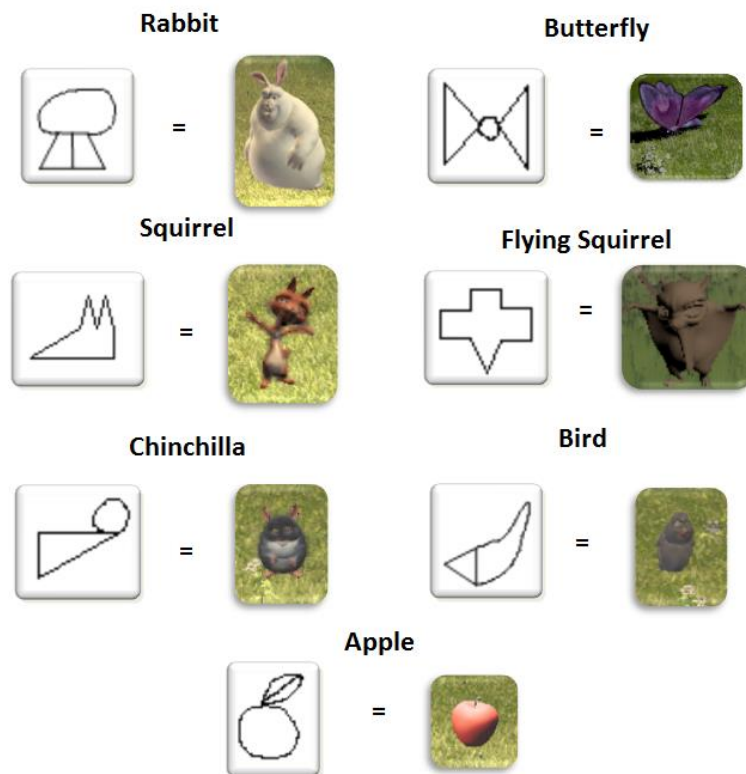 Rabbit
Butterfly
=
=
Squirrel
Flying Squirrel
=
=
Chinchilla
Bird
=
=
Apple
=